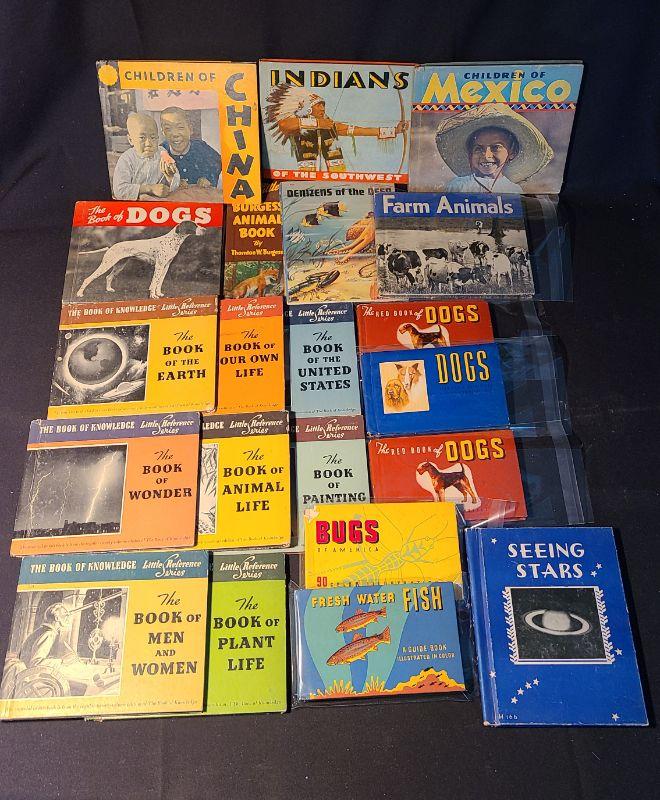 CHILDREN OF
CHINA
INDIANS
OF THE SOUTHWEST
CHILDREN OF
Mexico
The
Book of DOGS
BURGESS
ANIMAL
BOOK
By
Thornton W. Burgess
DENIZENS OF THE DEEP
Farm Animals
THE BOOK OF KNOWLEDGE Little Reference
Series
The
BOOK
OF THE
EARTH
The
BOOK OF
OUR OWN
LIFE
Little Reference
Series
The
BOOK
OF THE
UNITED
STATES
The RED BOOK of DOGS
DOGS
THE BOOK OF KNOWLEDGE Little Reference
Series
The
BOOK
OF
WONDER
Little Reference
Series
The
BOOK OF
ANIMAL
LIFE
Little Reference
Series
The
BOOK
OF
PAINTING
The RED BOOK of DOGS
BUGS
OF AMERICA
90
FRESH WATER FISH
A GUIDE BOOK
ILLUSTRATED IN COLOR
THE BOOK OF KNOWLEDGE Little Reference
Series
The
BOOK OF
MEN
AND
WOMEN
Little Reference
Series
The
BOOK OF
PLANT
LIFE
SEEING
STARS
M 166